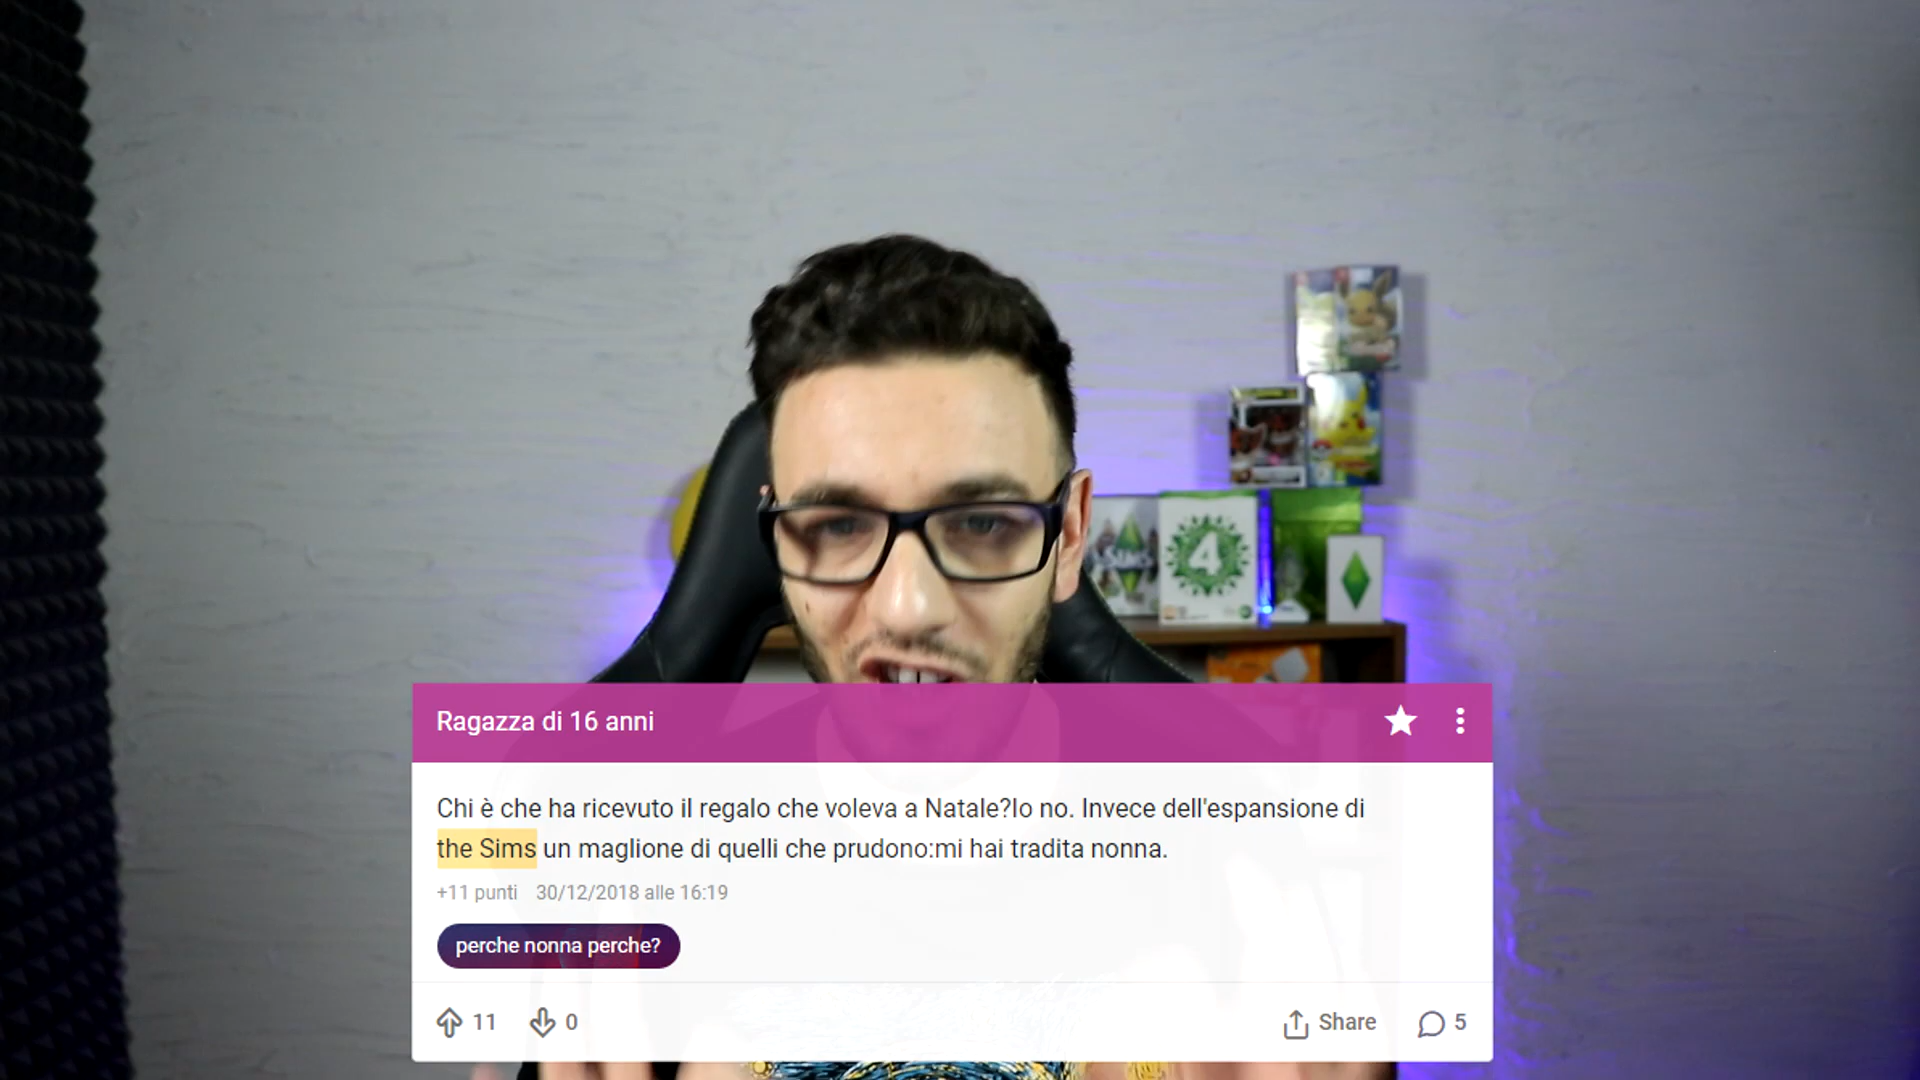 SIMS
4
Ragazza di 16 anni
Chi è che ha ricevuto il regalo che voleva a Natale?Io no. Invece dell'espansione di
the Sims un maglione di quelli che prudono:mi hai tradita nonna.
+11 punti 30/12/2018 alle 16:19
perche nonna perche?
11 0 Share 5